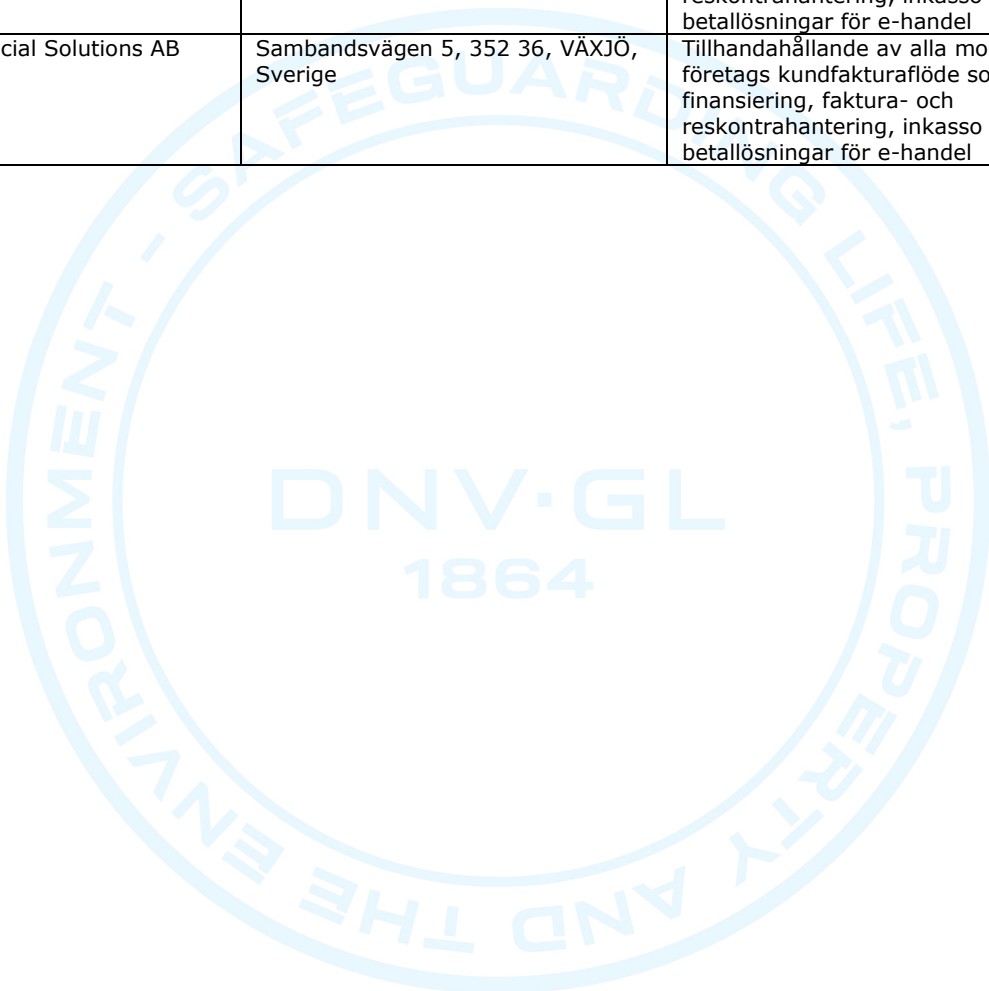 reskontrahantering, inkasso
betallösningar för e-handel
cial Solutions AB
Sambandsvägen 5, 352 36, VÄXJÖ,
Sverige
Tillhandahållande av alla mo
företags kundfakturaflöde so
finansiering, faktura- och
reskontrahantering, inkasso
betallösningar för e-handel
SAFEGUARDING LIFE, PROPERTY AND THE ENVIRONMENT -
DNV·GL
1864